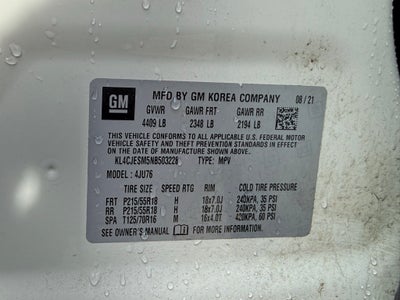 GM
MFD BY GM KOREA COMPANY 08/21
GVWR GAWR FRT GAWR RR
4409 LB 2348 LB 2194 LB
THIS VEHICLE CONFORMS TO ALL APPLICABLE U.S. FEDERAL MOTOR
VEHICLE SAFETY AND THEFT PREVENTION STANDARDS IN EFFECT ON
THE DATE OF MANUFACTURE SHOWN ABOVE.
KL4CJESM5NB503226 TYPE: MPV
MODEL: 4JU76
TIRE SIZE SPEED RTG RIM COLD TIRE PRESSURE
FRT P215/55R18 H 18x7.0J 240KPA, 35 PSI
RR P215/55R18 H 18x7.0J 240KPA, 35 PSI
SPA T125/70R16 M 16x4.0T 420KPA, 60 PSI
SEE OWNER'S MANUAL FOR ADDITIONAL INFORMATION.